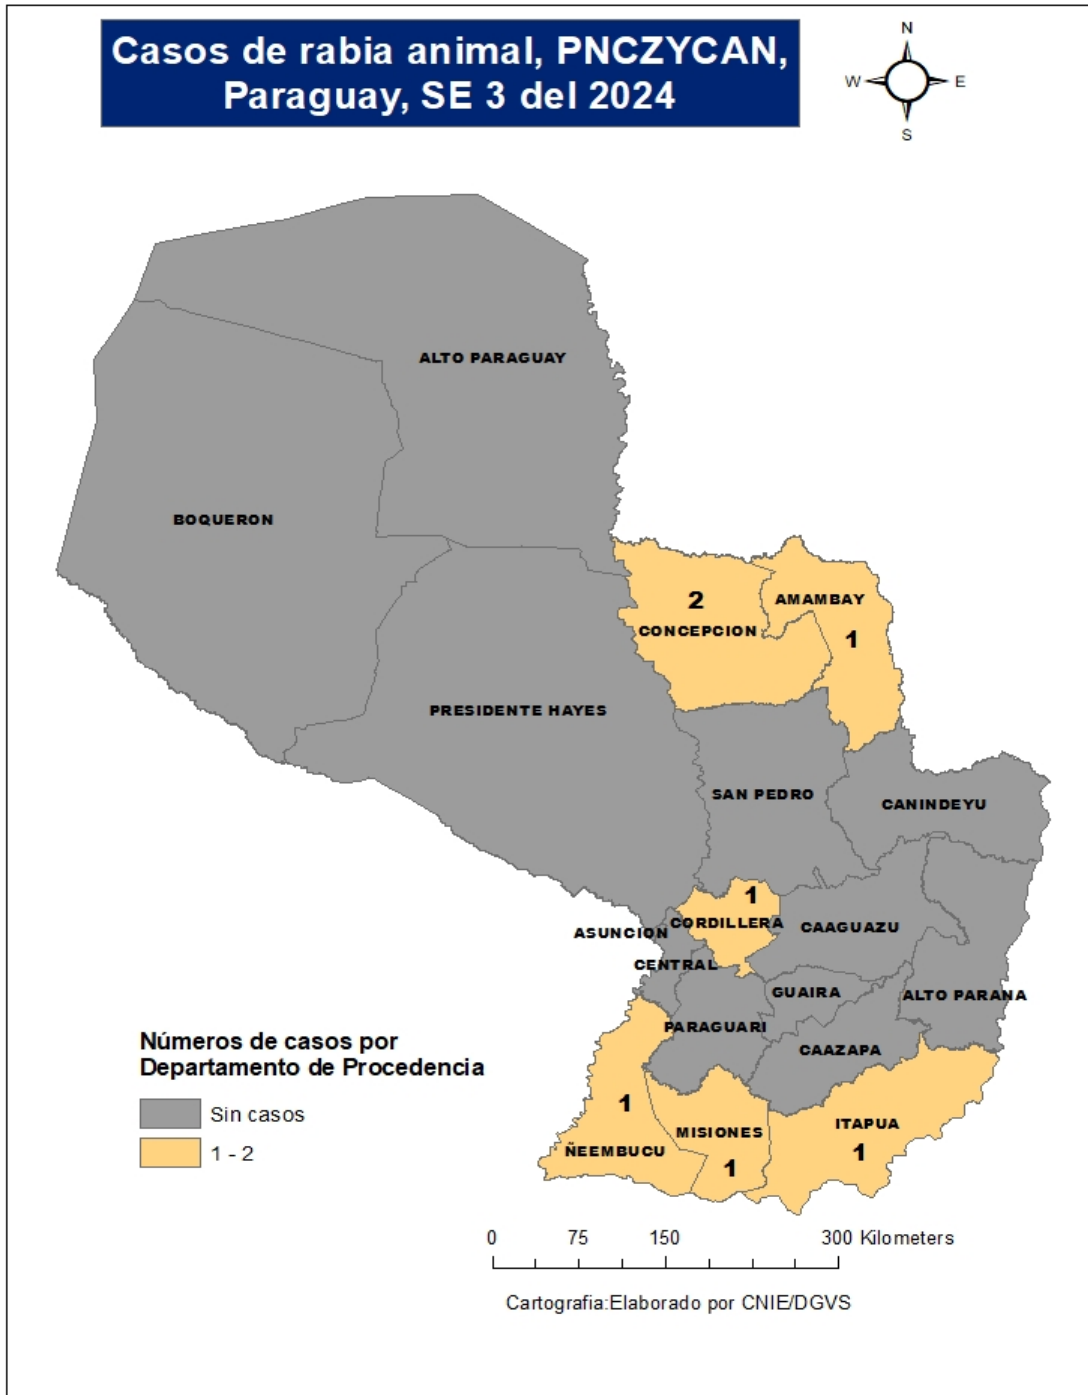 Casos de rabia animal, PNCZYCAN,
Paraguay, SE 3 del 2024
N
W
E
S
ALTO PARAGUAY
BOQUERON
2
CONCEPCION
AMAMBAY
1
PRESIDENTE HAYES
SAN PEDRO
CANINDEYU
1
CORDILLERA
CAAGUAZU
ASUNCION
CENTRAL
GUAIRA
ALTO PARANA
PARAGUARI
CAAZAPA
1
ÑEEMBUCU
MISIONES
1
ITAPUA
1
Números de casos por
Departamento de Procedencia
Sin casos
1 - 2
0 75 150 300 Kilometers
Cartografia:Elaborado por CNIE/DGVS